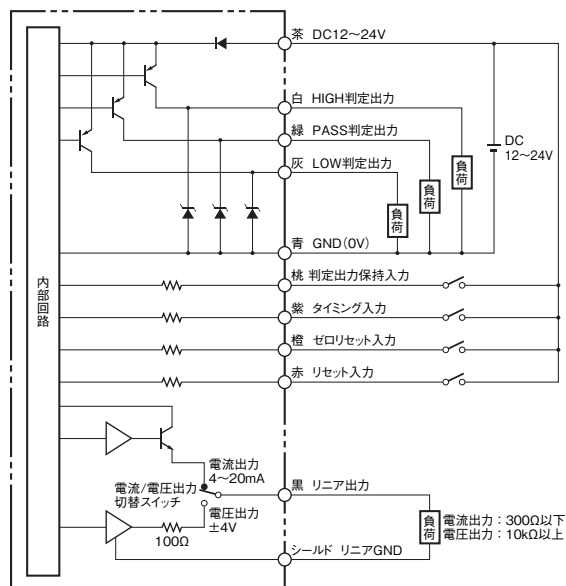 茶 DC12～24V
白 HIGH判定出力
緑 PASS判定出力
灰 LOW判定出力
DC
12～24V
負荷
負荷
負荷
青 GND(0V)
内部回路
桃 判定出力保持入力
紫 タイミング入力
橙 ゼロリセット入力
赤 リセット入力
電流出力
4～20mA
電流/電圧出力
切替スイッチ
黒 リニア出力
電圧出力
±4V
100Ω
負荷
電流出力：300Ω以下
電圧出力：10kΩ以上
シールド リニアGND